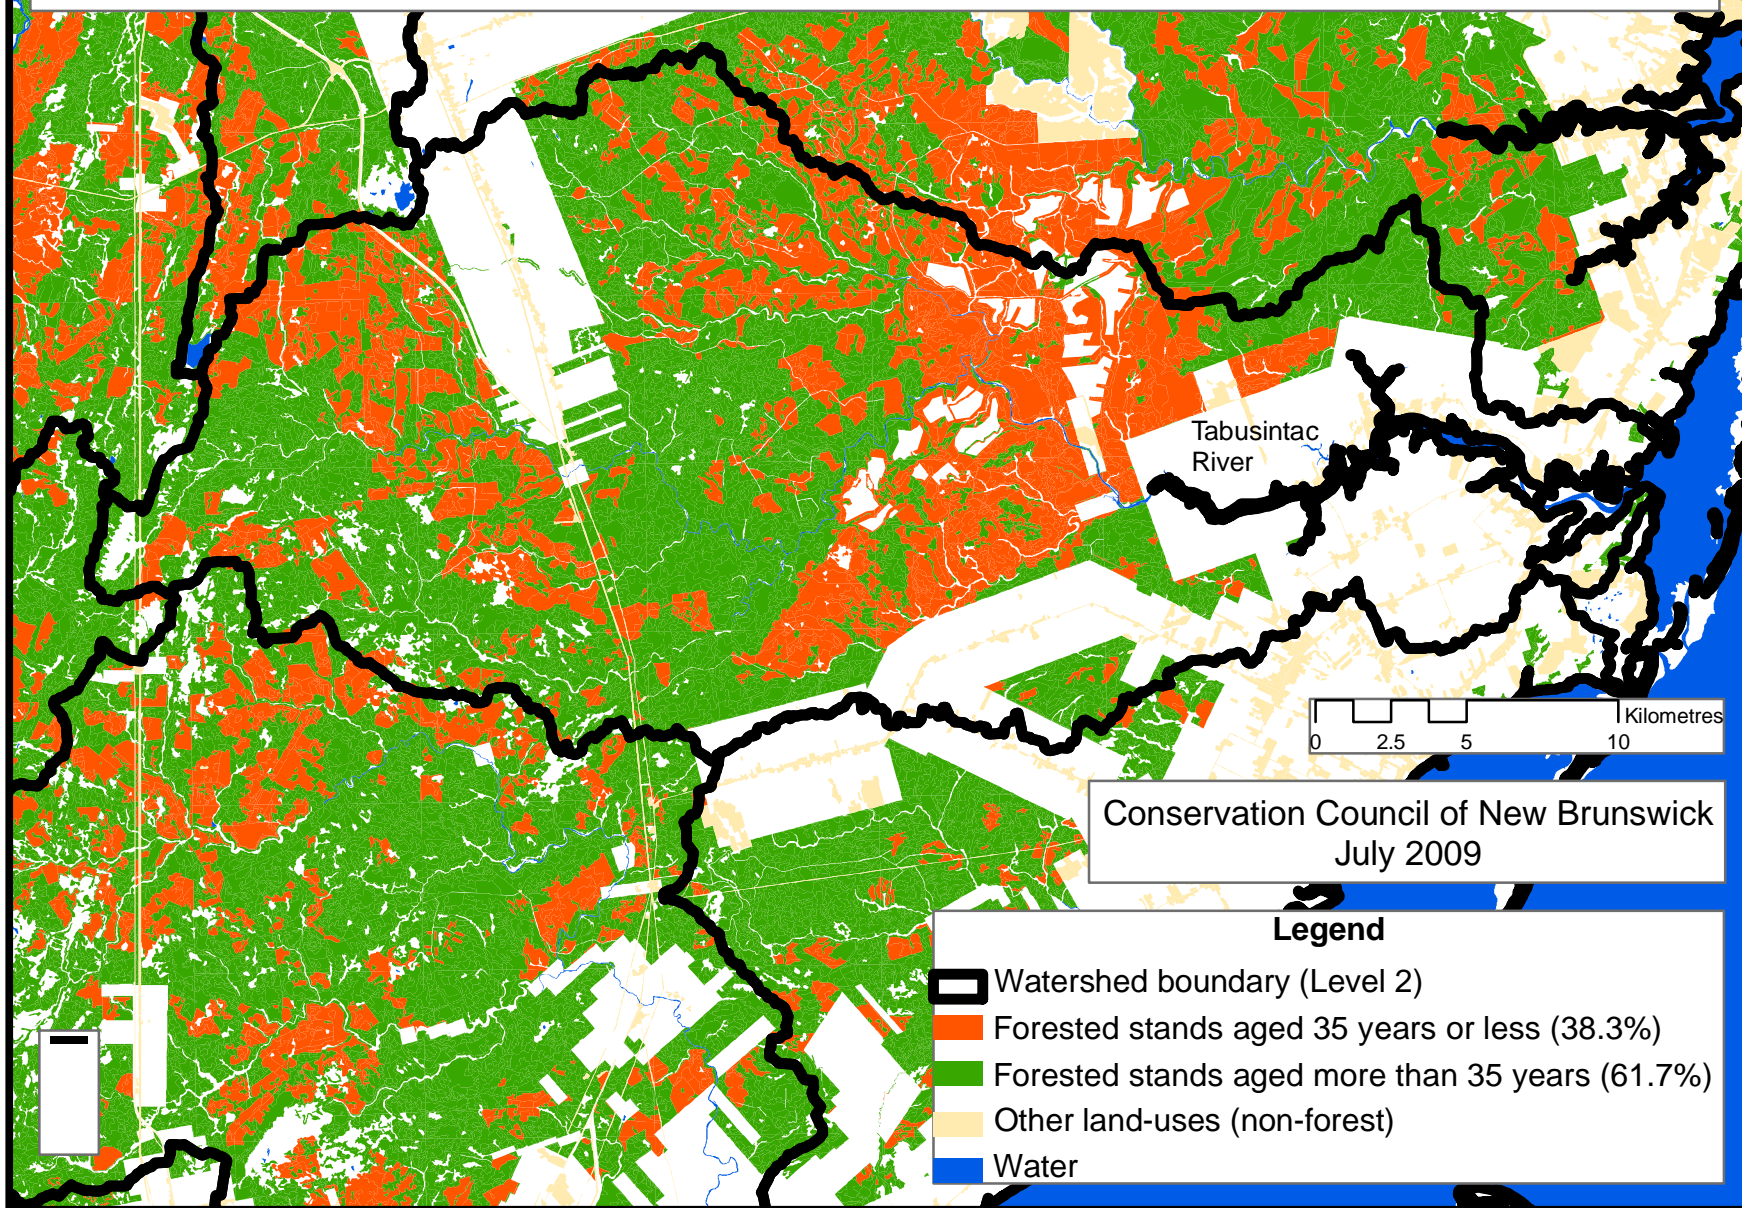 Tabusintac
River
Kilometres
0 2.5 5 10
Conservation Council of New Brunswick
July 2009
Legend
Watershed boundary (Level 2)
Forested stands aged 35 years or less (38.3%)
Forested stands aged more than 35 years (61.7%)
Other land-uses (non-forest)
Water